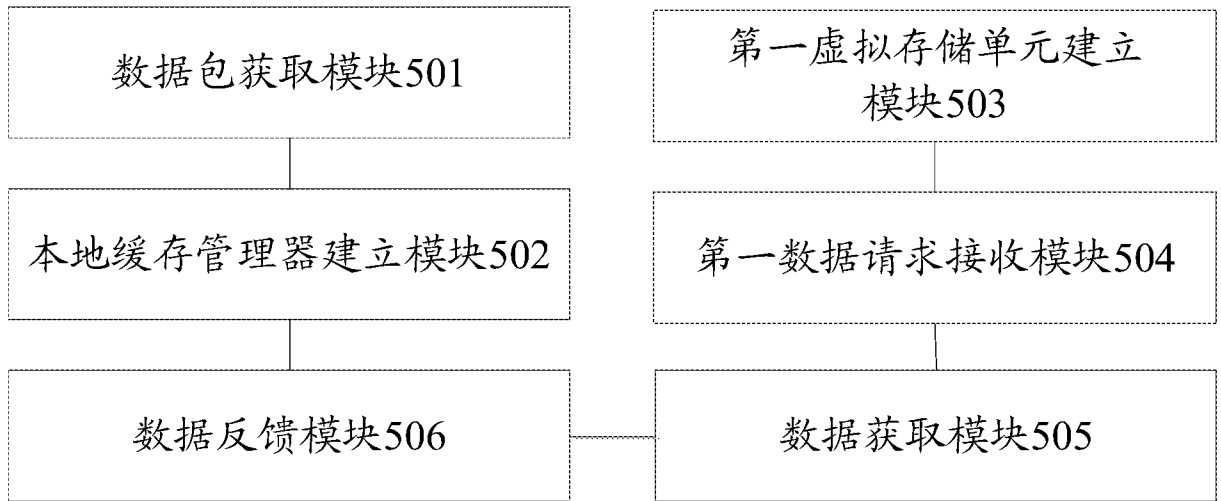 数据包获取模块501
本地缓存管理器建立模块502
数据反馈模块506
第一虚拟存储单元建立
模块503
第一数据请求接收模块504
数据获取模块505